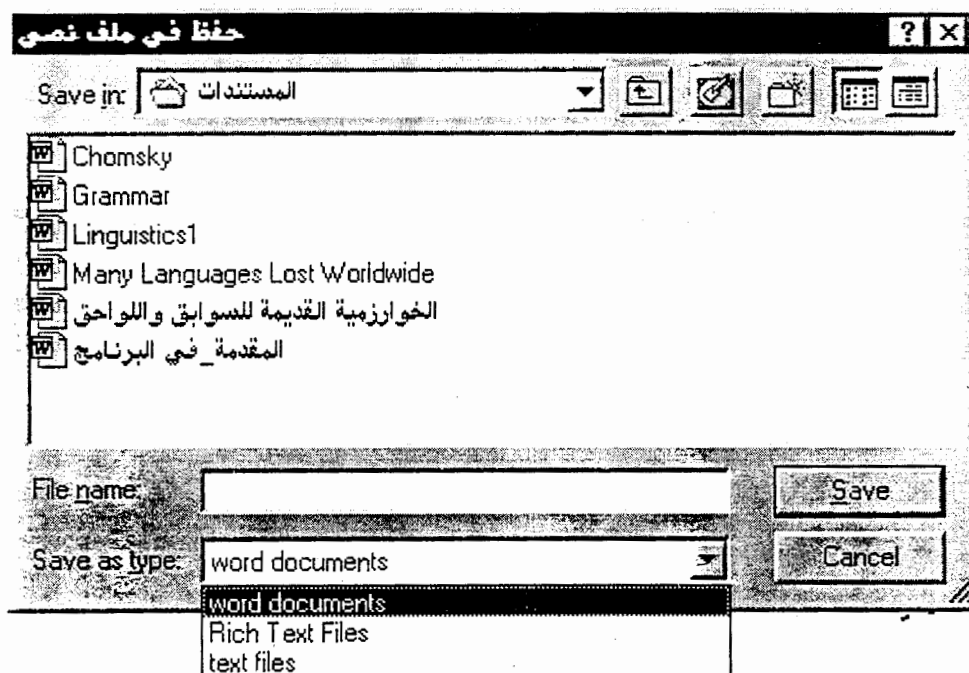 حفظ في ملف نصي
Save in: المستندات
Chomsky
Grammar
Linguistics1
Many Languages Lost Worldwide
الخوارزمية القديمة للسوابق واللواحق
المقدمة_في البرنامج
File name:
Save
Save as type: word documents
Cancel
word documents
Rich Text Files
text files